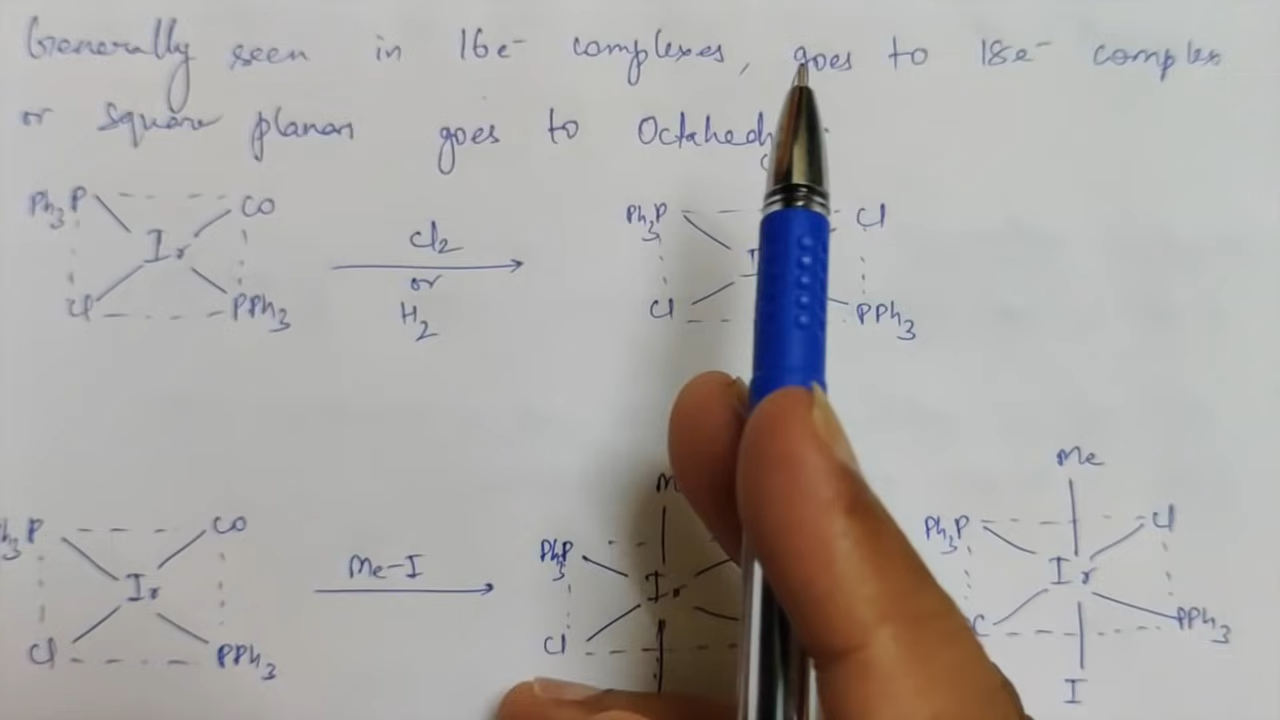 Generally seen in 16e⁻ complexes, goes to 18e⁻ complex
or square planar goes to
Ph₃P CO Ph₃P Cl
Ir Cl₂
or
Cl PPh₃ H₂ Cl PPh₃
Me
Ph₃P CO Ph₃P Ph₃P Cl
Ir Me-I Ir Ir
Cl PPh₃ Cl C PPh₃
I